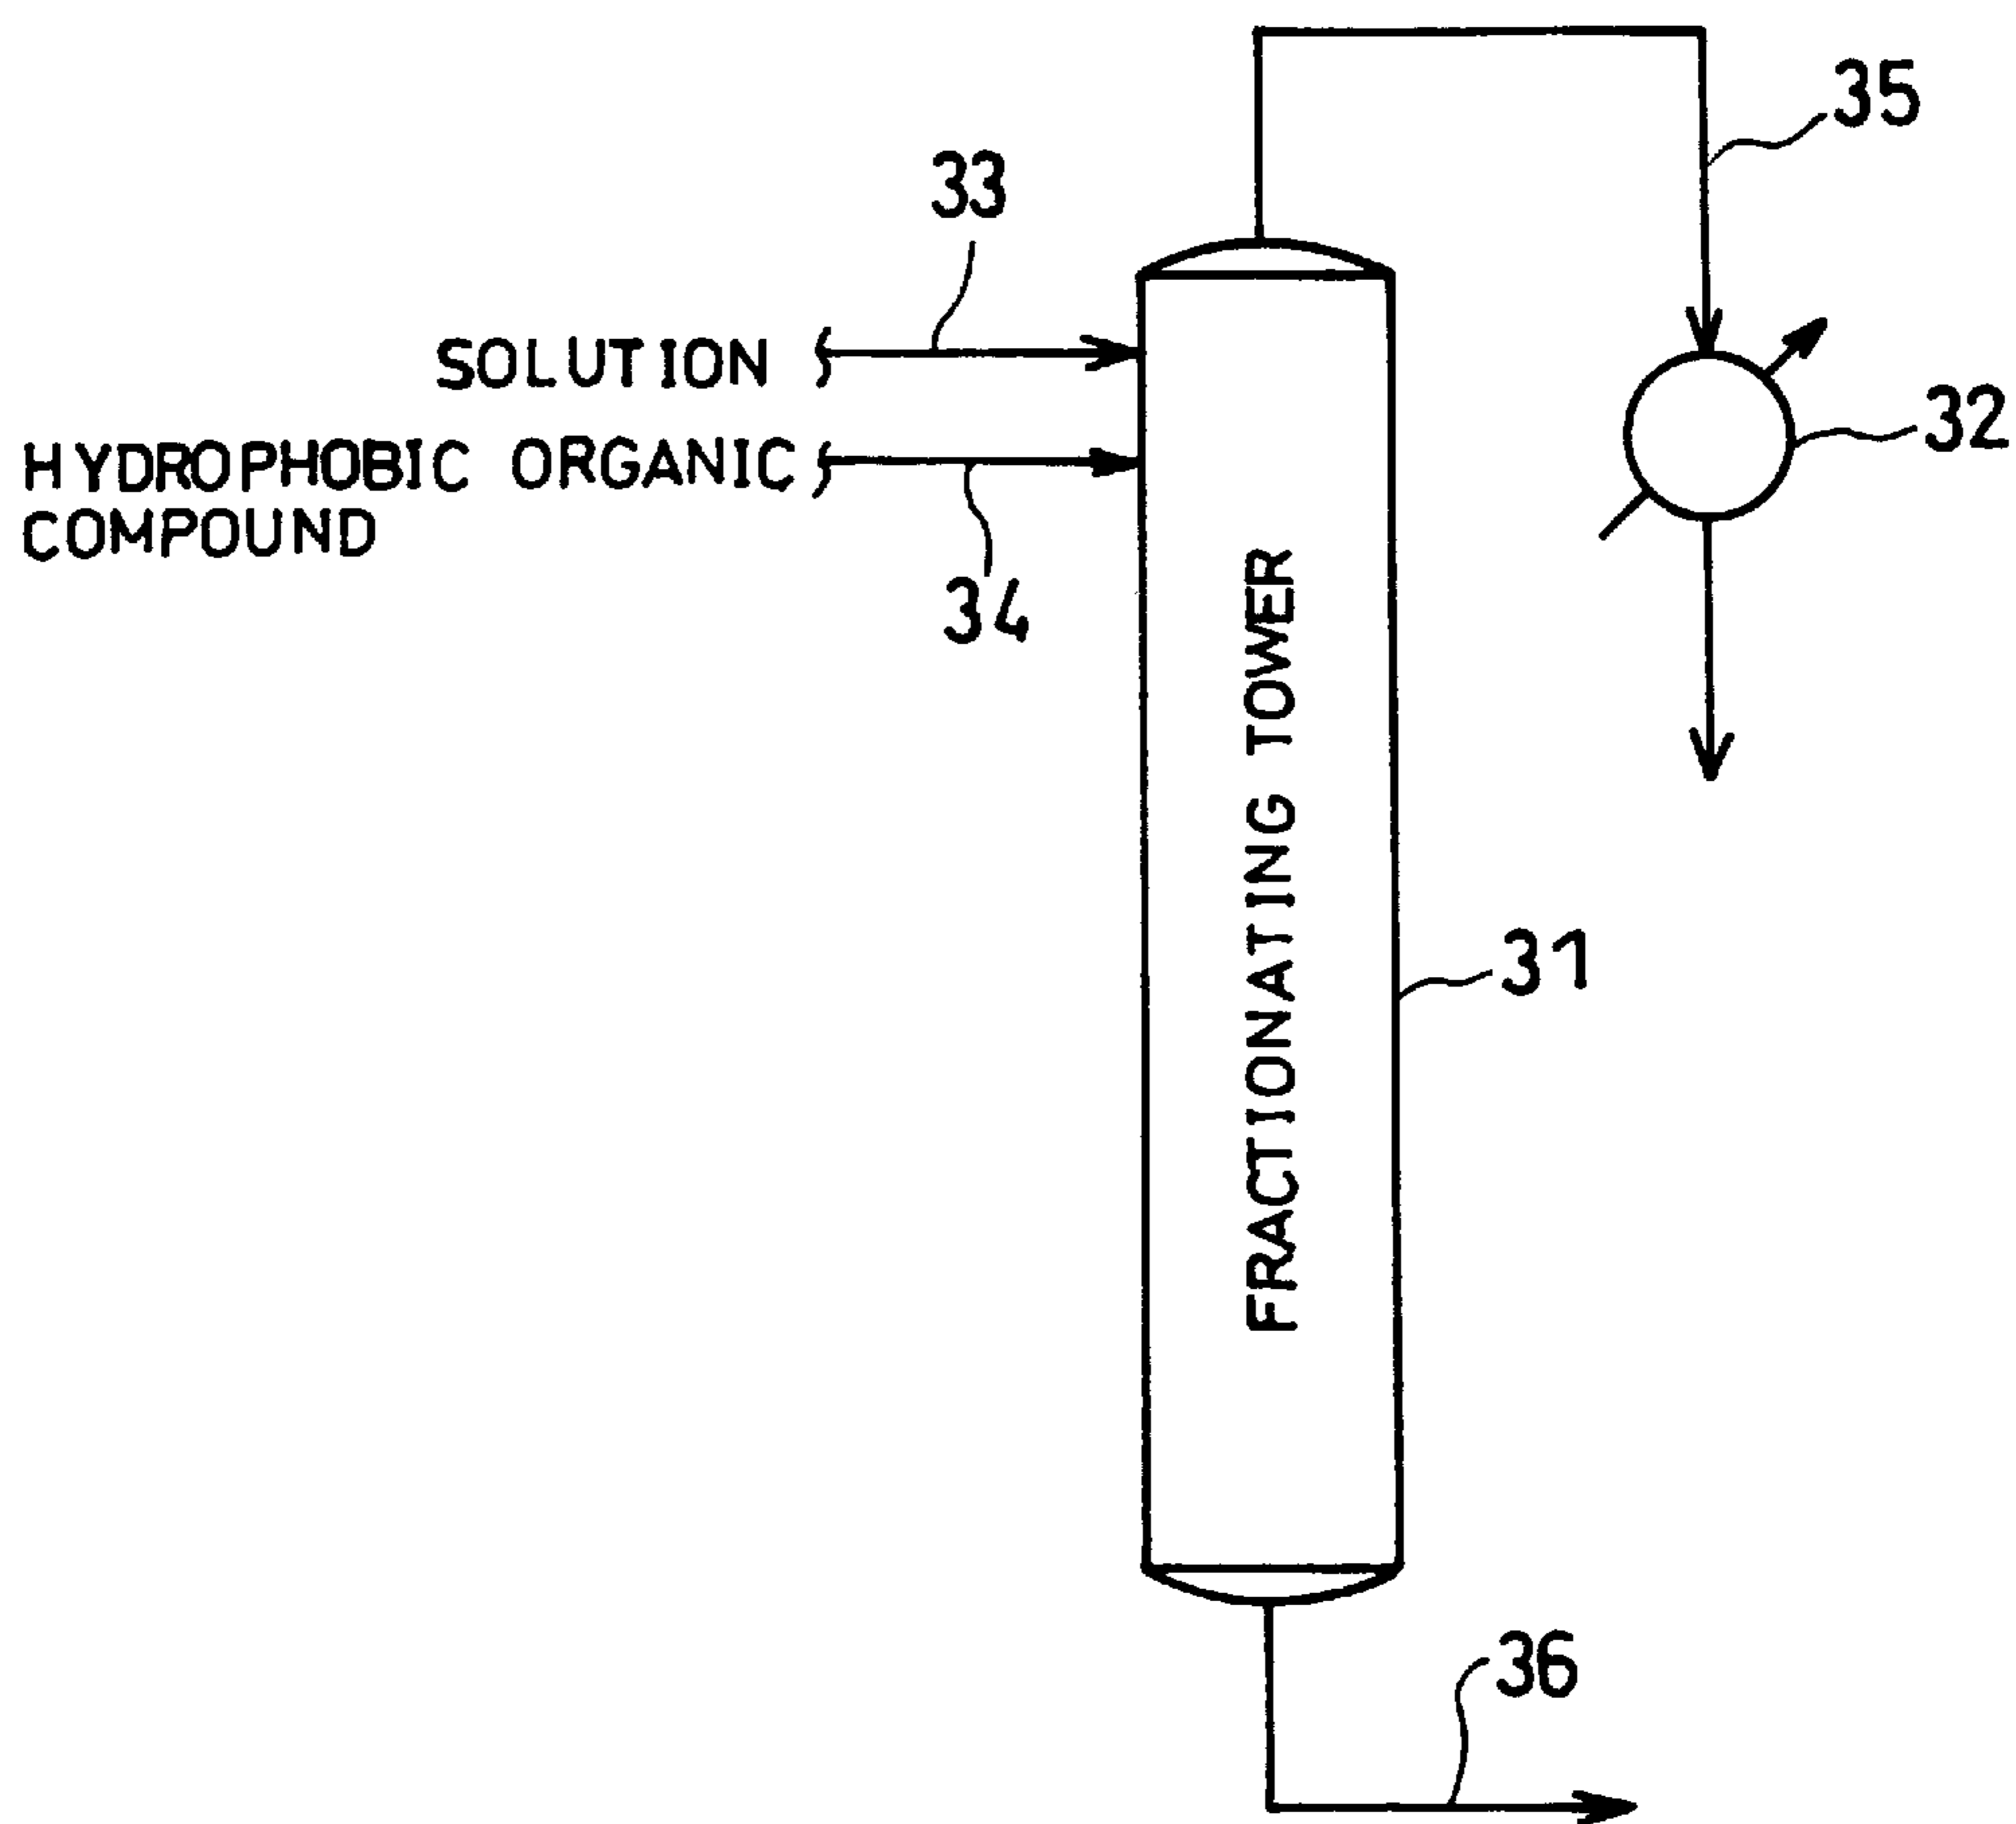 35
33
SOLUTION
32
HYDROPHOBIC ORGANIC
COMPOUND
34
FRACTIONATING TOWER
31
36